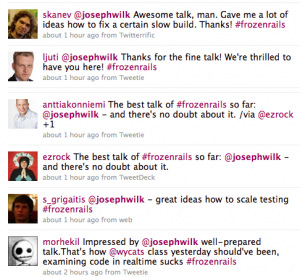 skanev @josephwilk Awesome talk, man. Gave me a lot of
ideas how to fix a certain slow build. Thanks! #frozenrails
about 1 hour ago from Twitterrific
ljuti @josephwilk Thanks for the fine talk! We're thrilled to
have you here! #frozenrails
about 1 hour ago from Tweetie
anttiakonniemi The best talk of #frozenrails so far:
@josephwilk - and there's no doubt about it. /via @ezrock
+1
about 1 hour ago from Tweetie
ezrock The best talk of #frozenrails so far: @josephwilk -
and there's no doubt about it.
about 1 hour ago from TweetDeck
s_grigaitis @josephwilk - great ideas how to scale testing
#frozenrails
about 1 hour ago from web
morhekil Impressed by @josephwilk well-prepared
talk.That's how @wycats class yesterday should've been,
examining code in realtime sucks #frozenrails
about 2 hours ago from Tweetie